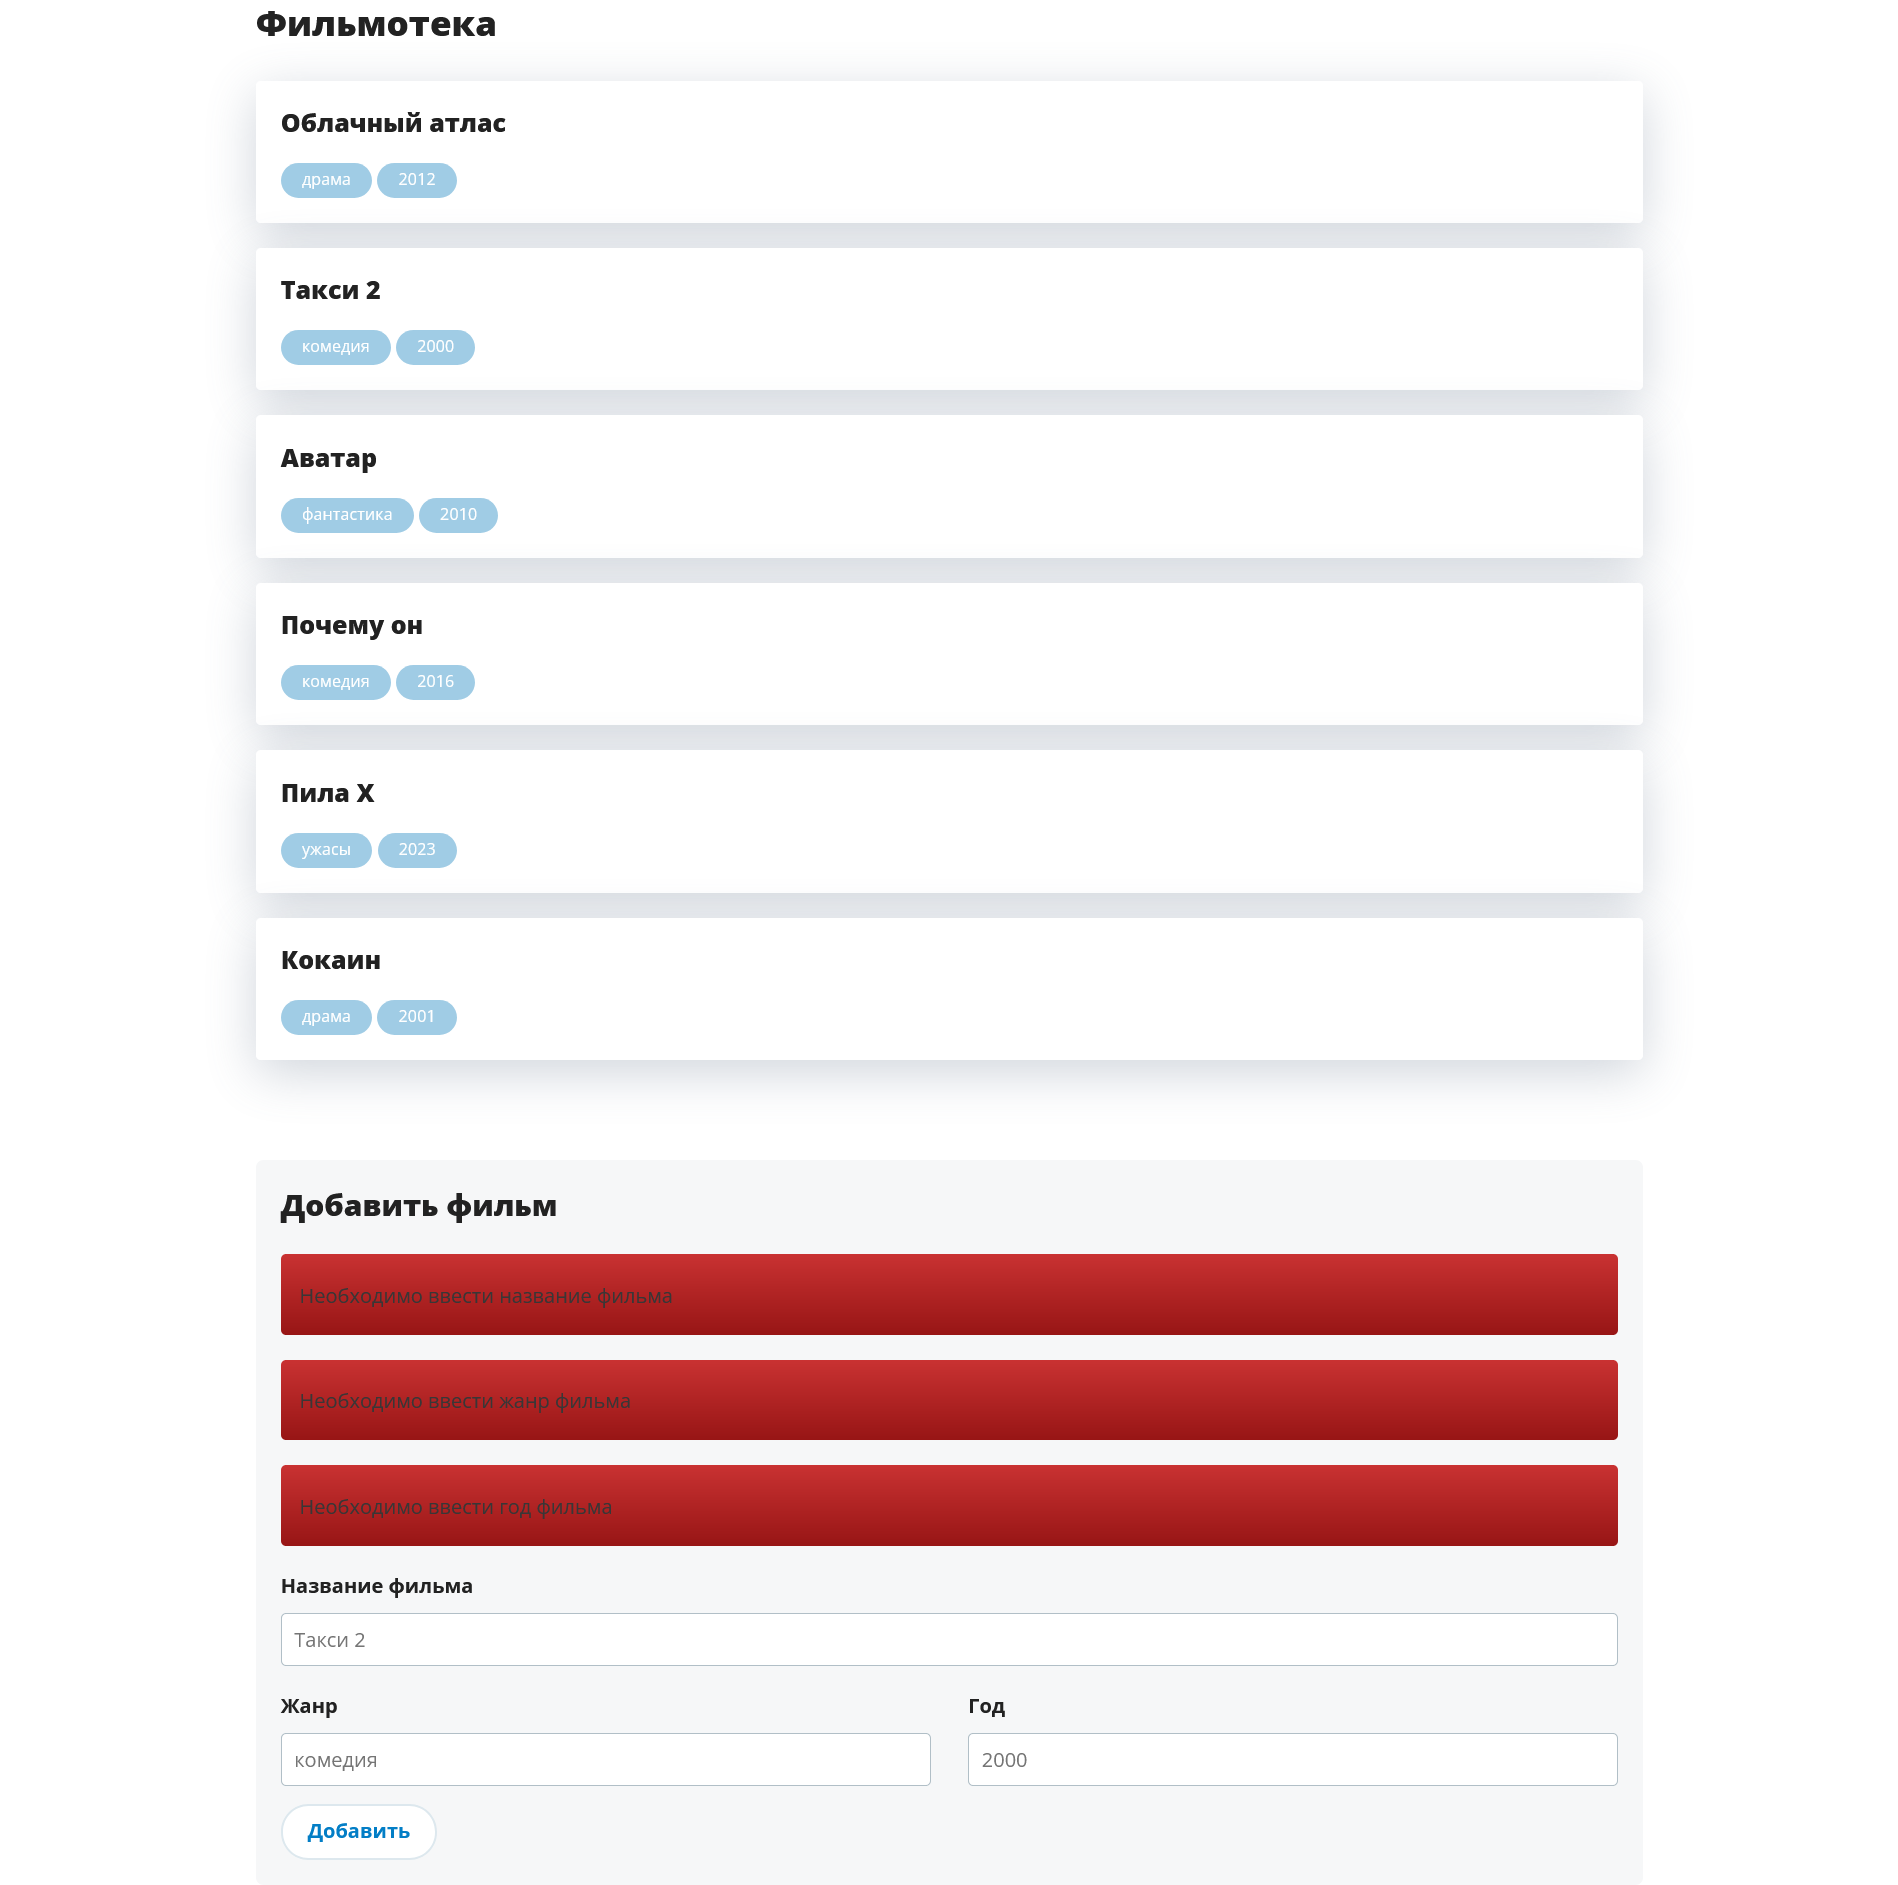 Фильмотека
Облачный атлас
драма 2012
Такси 2
комедия 2000
Аватар
фантастика 2010
Почему он
комедия 2016
Пила X
ужасы 2023
Кокаин
драма 2001
Добавить фильм
Необходимо ввести название фильма
Необходимо ввести жанр фильма
Необходимо ввести год фильма
Название фильма
Такси 2
Жанр Год
комедия 2000
Добавить